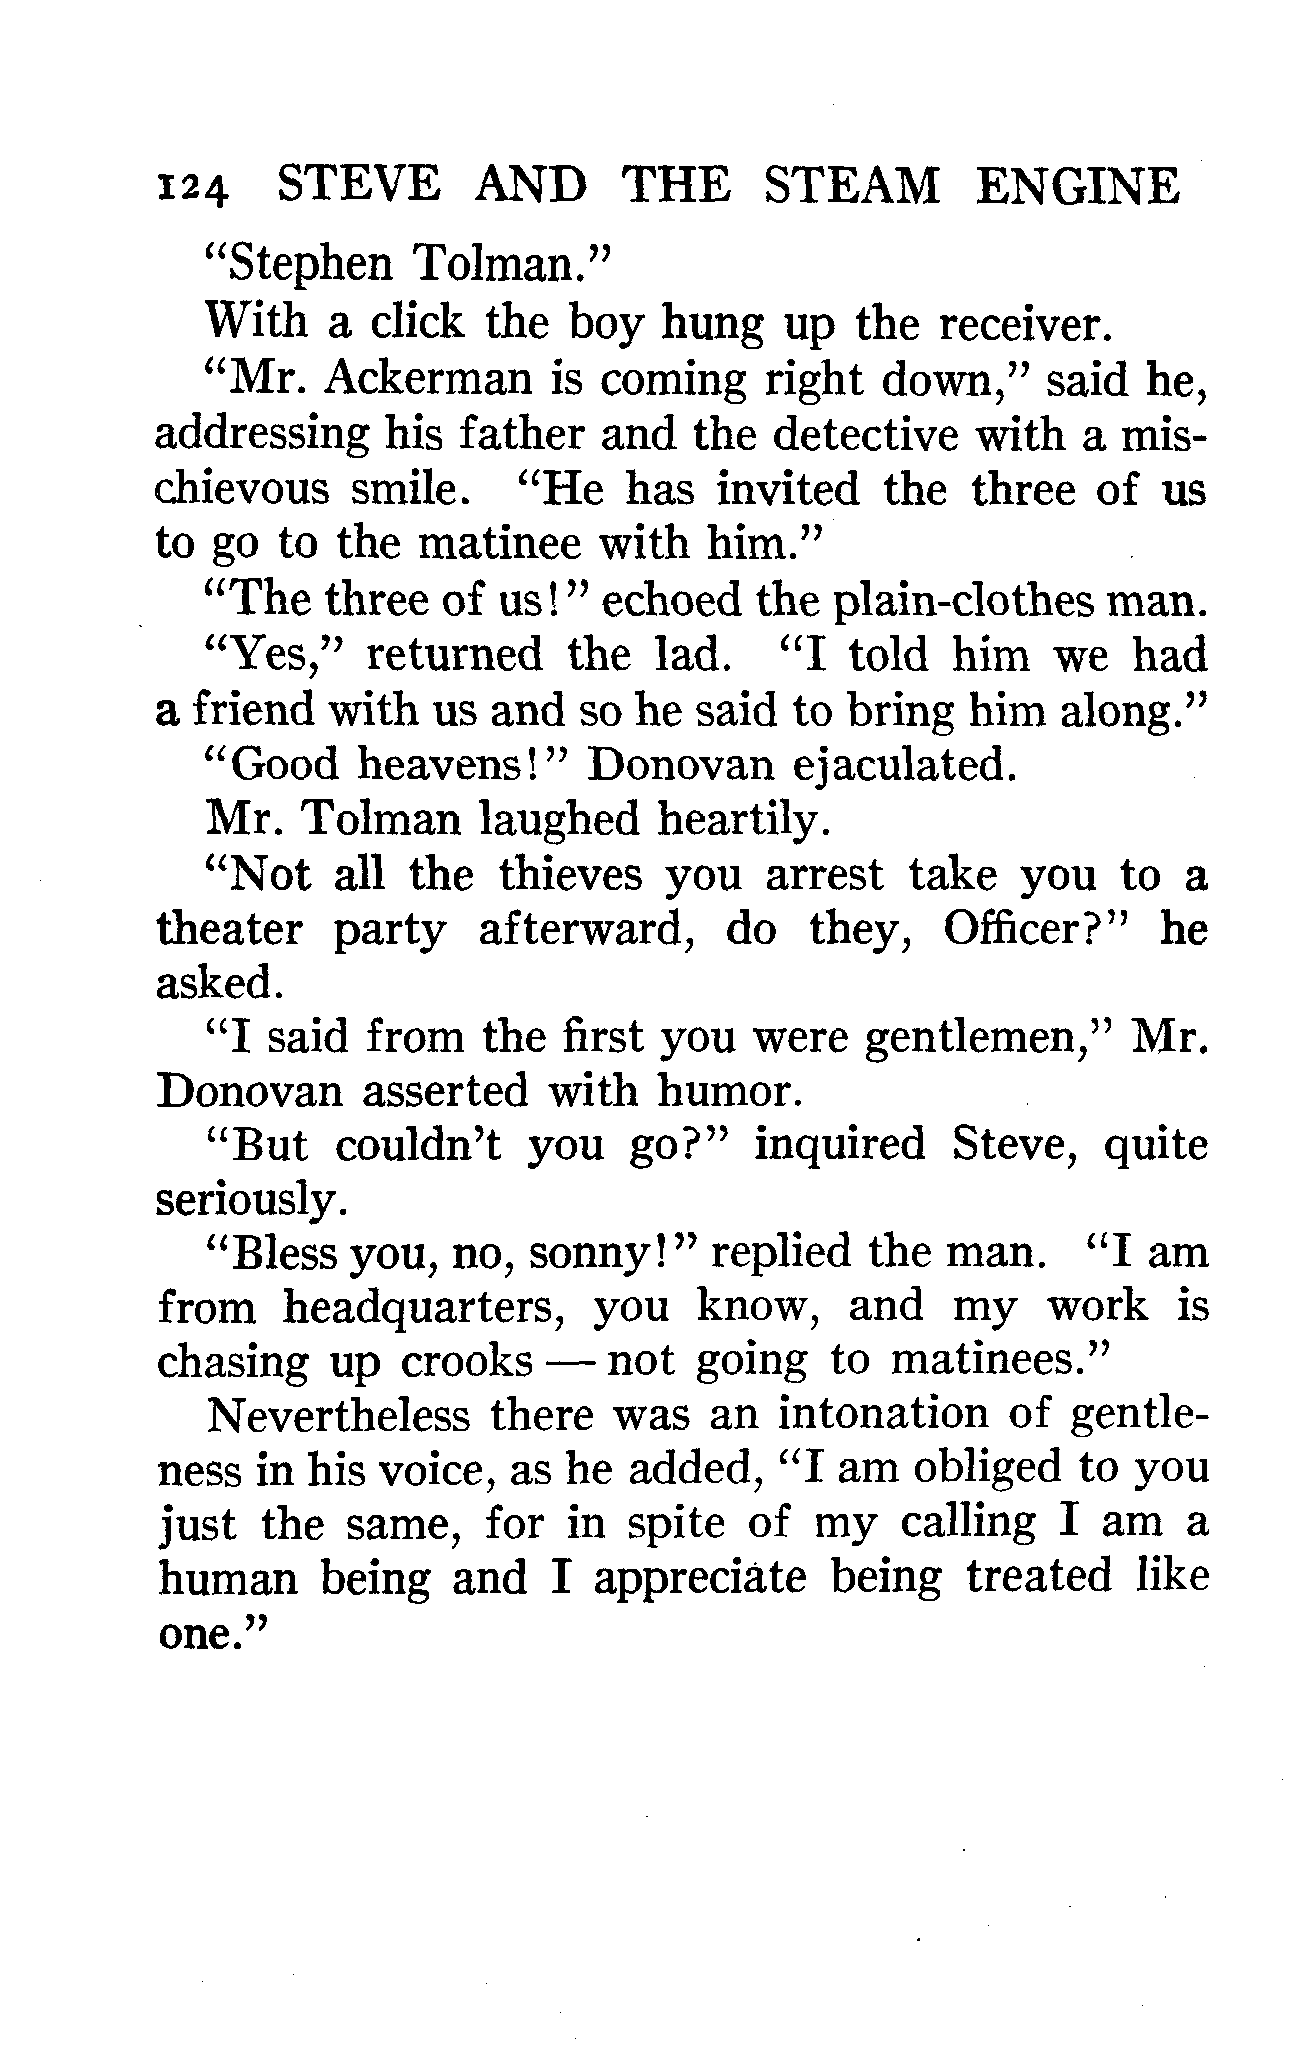 124 STEVE AND THE STEAM ENGINE
"Stephen Tolman."
With a click the boy hung up the receiver.
"Mr. Ackerman is coming right down," said he,
addressing his father and the detective with a mis-
chievous smile. "He has invited the three of us
to go to the matinee with him."
"The three of us!" echoed the plain-clothes man.
"Yes," returned the lad. "I told him we had
a friend with us and so he said to bring him along."
"Good heavens!" Donovan ejaculated.
Mr. Tolman laughed heartily.
"Not all the thieves you arrest take you to a
theater party afterward, do they, Officer?" he
asked.
"I said from the first you were gentlemen," Mr.
Donovan asserted with humor.
"But couldn't you go?" inquired Steve, quite
seriously.
"Bless you, no, sonny!" replied the man. "I am
from headquarters, you know, and my work is
chasing up crooks — not going to matinees."
Nevertheless there was an intonation of gentle-
ness in his voice, as he added, "I am obliged to you
just the same, for in spite of my calling I am a
human being and I appreciate being treated like
one."